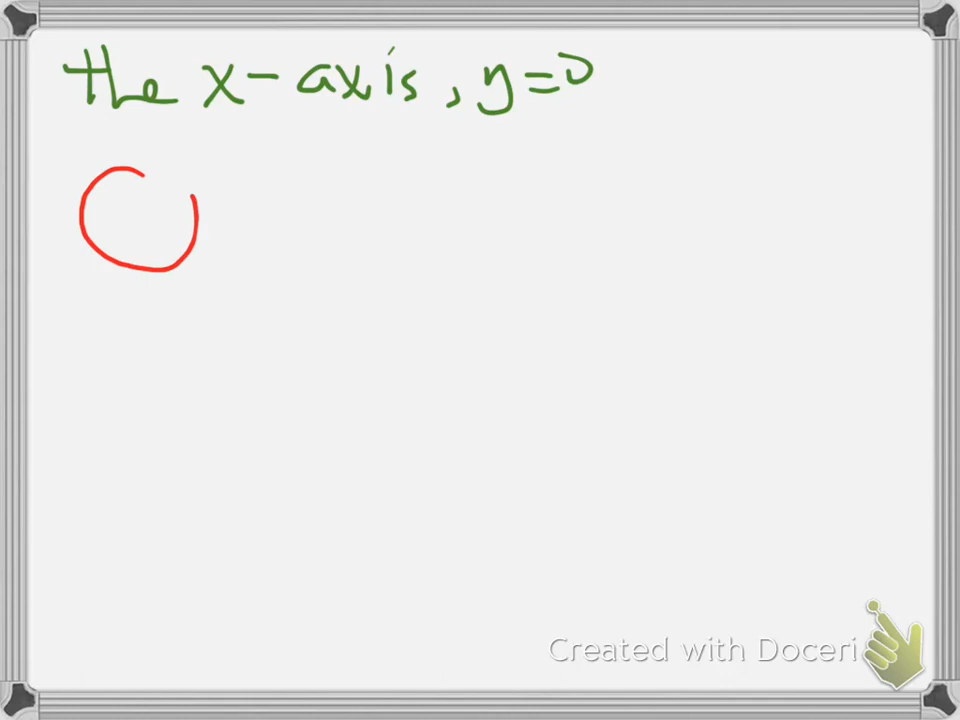 the x-axis, y=0
Created with Doceri